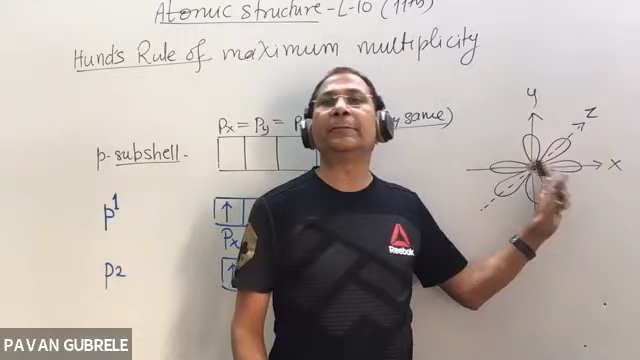 Atomic structure - L-10 (11th)
Hund's Rule of maximum multiplicity
Px = Py = P same)
p-subshell -
p1 ↑
Px
p2
y
z
x
Reebok
PAVAN GUBRELE